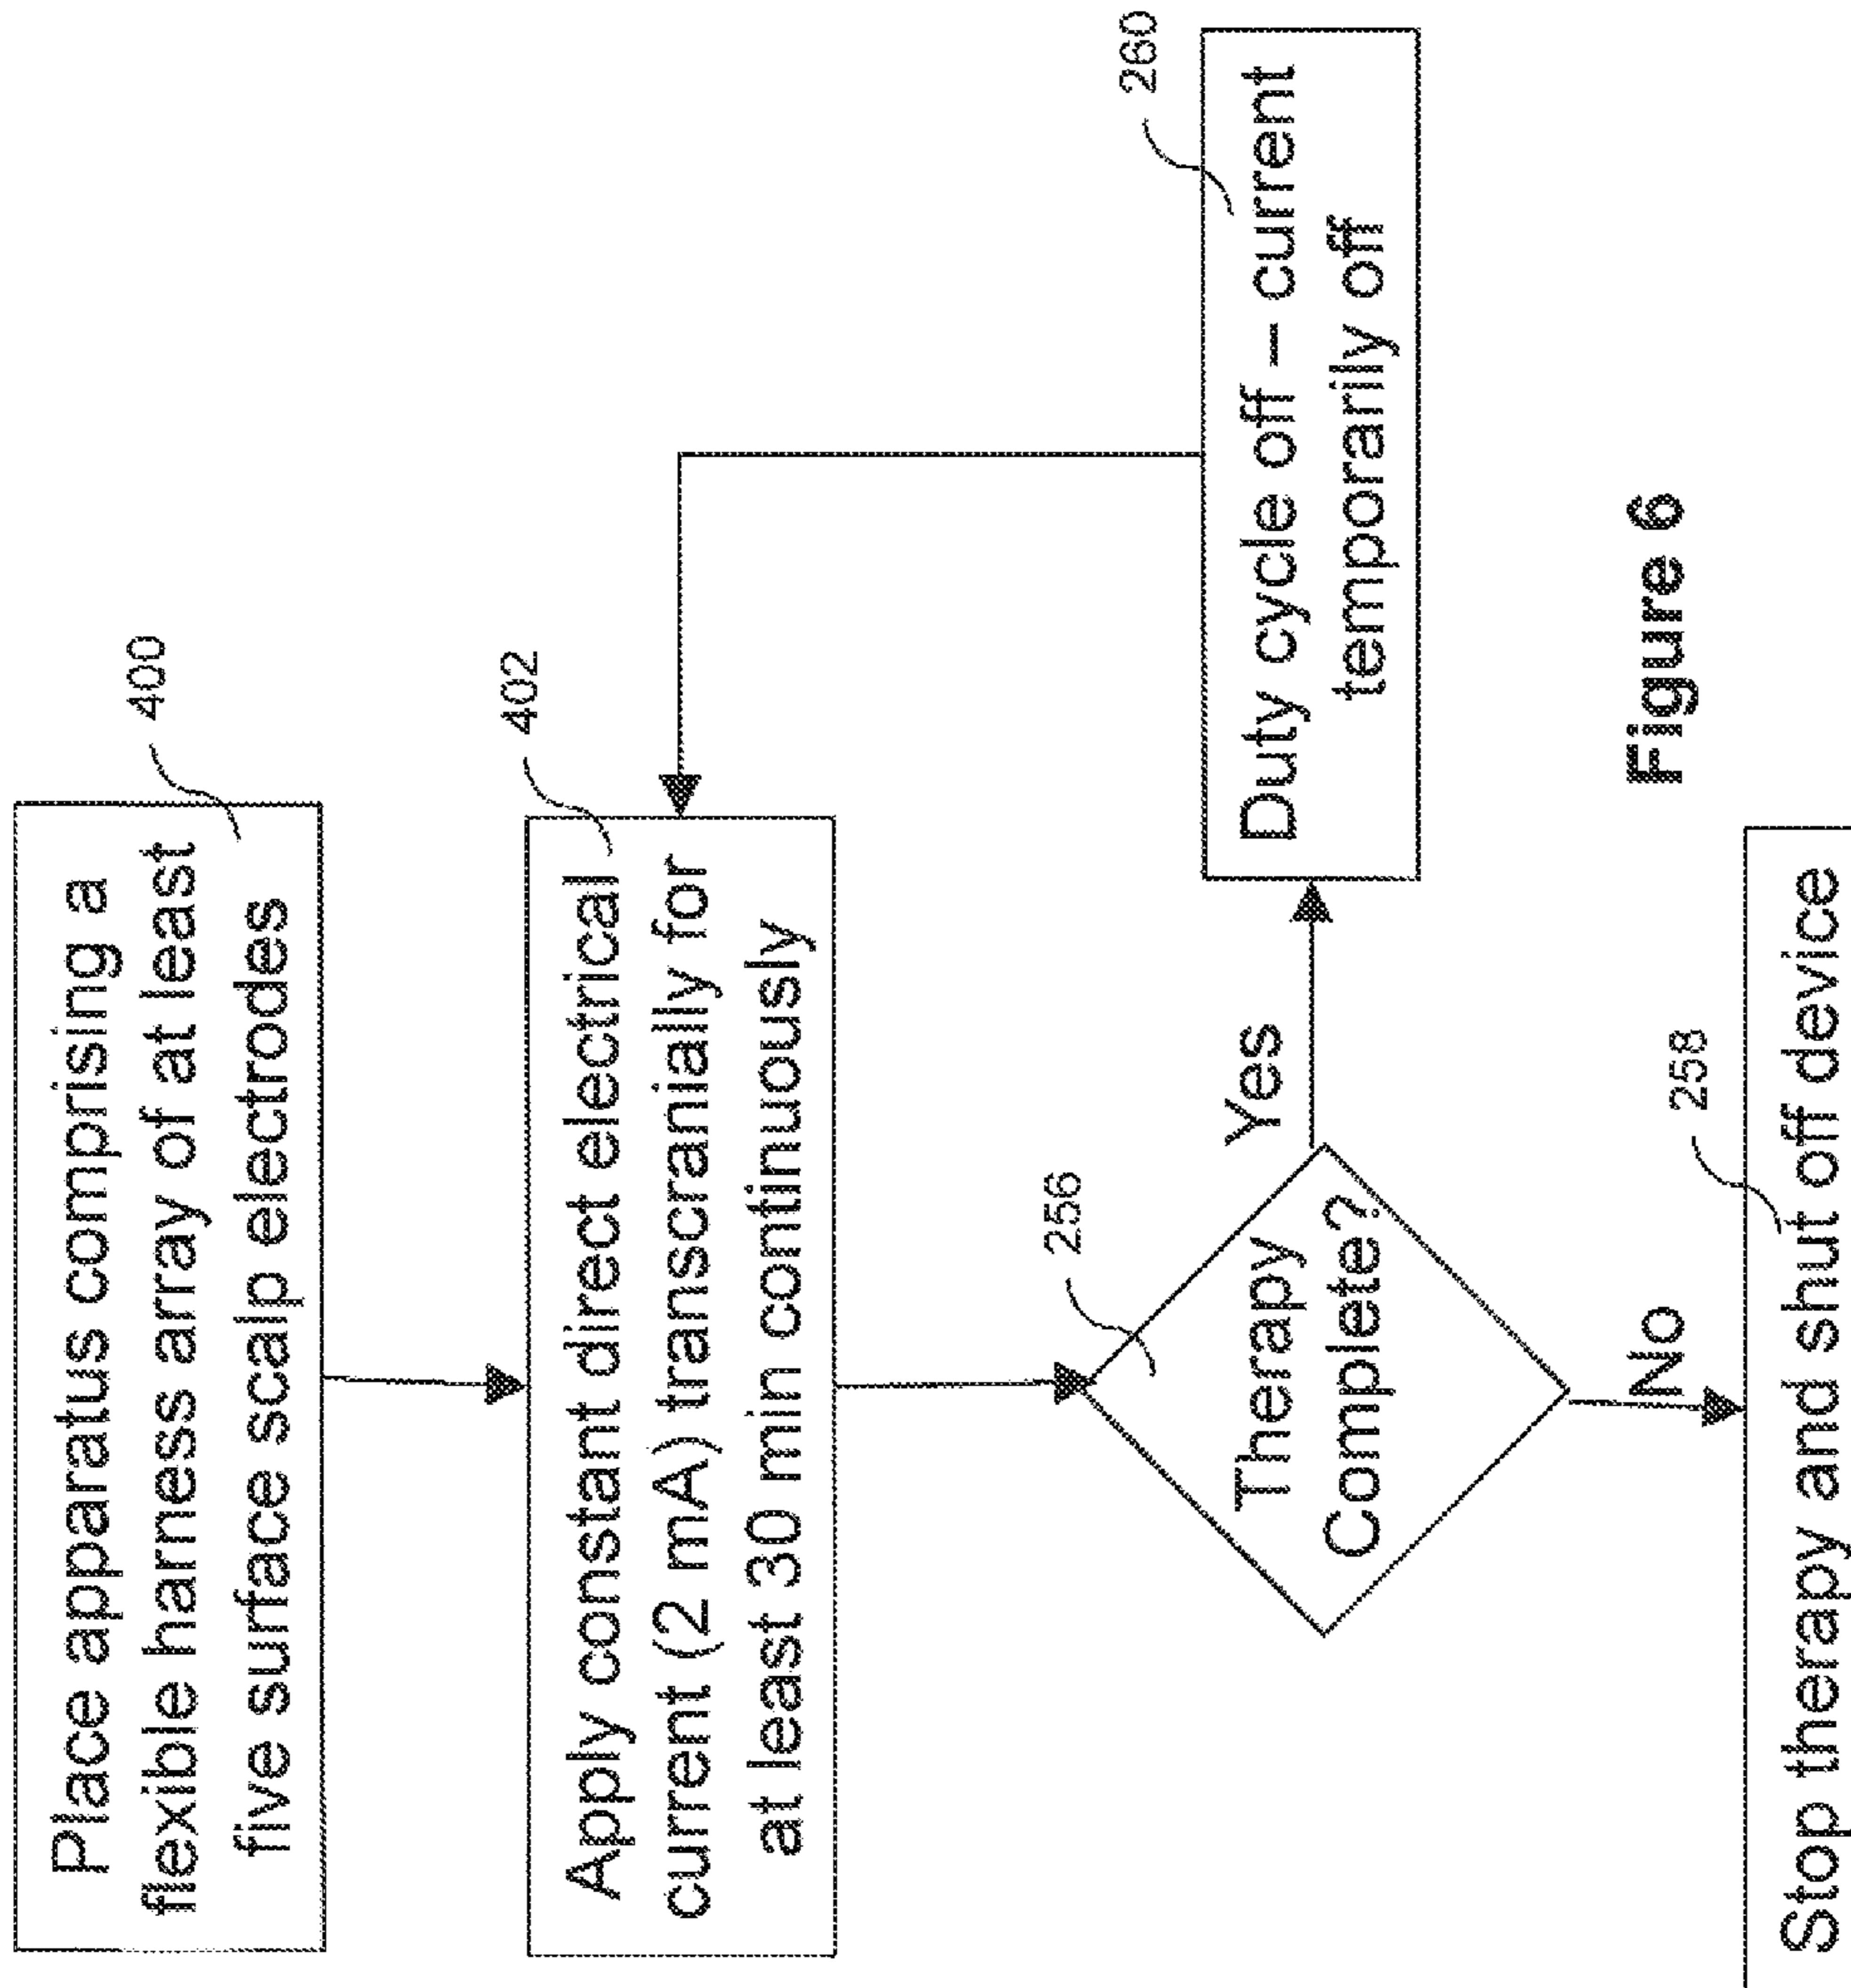 Place apparatus comprising a
flexible harness array of at least
five surface scalp electrodes
400
Apply constant direct electrical
current (2 mA) transcranially for
at least 30 min continuously
402
Therapy
Complete?
256
Yes
Duty cycle off – current
temporarily off
260
No
Stop therapy and shut off device
258
Figure 6